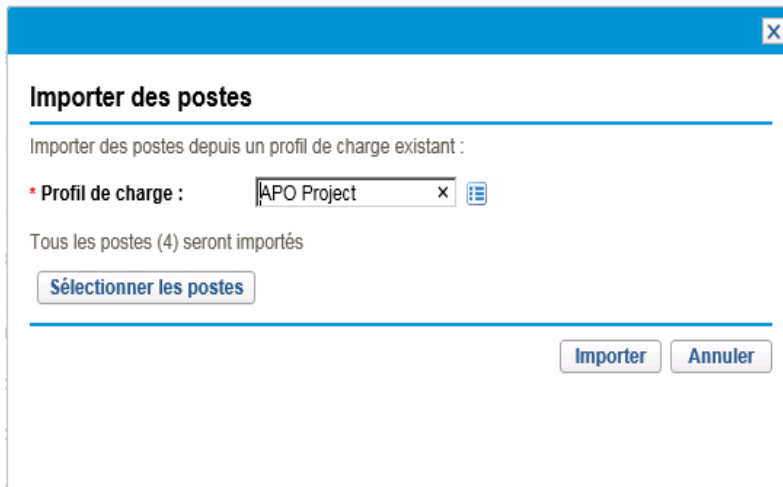 Importer des postes
Importer des postes depuis un profil de charge existant :
* Profil de charge : APO Project
Tous les postes (4) seront importés
Sélectionner les postes
Importer Annuler